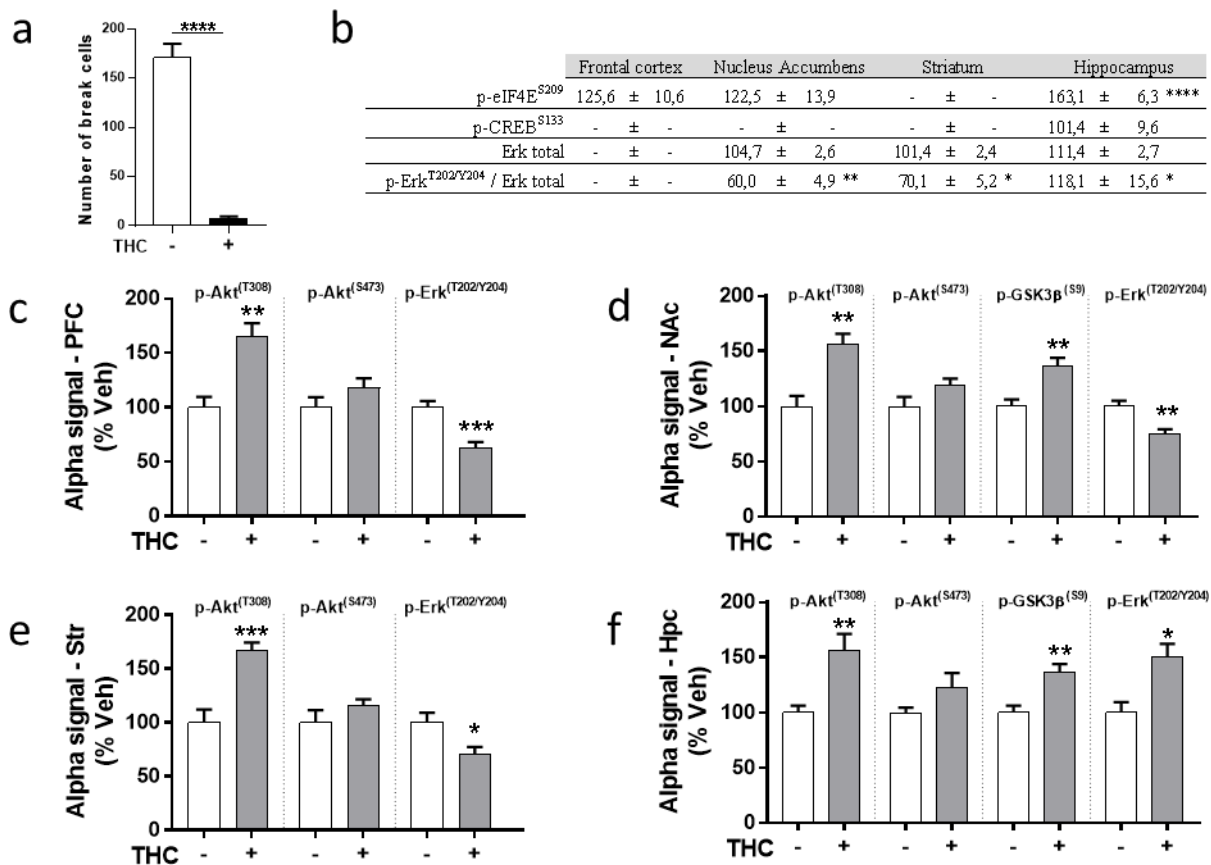 a
Number of break cells
200
150
100
50
0
****
THC - +
b
Frontal cortex Nucleus Accumbens Striatum Hippocampus
p-eIF4E^S209 125,6 ± 10,6 122,5 ± 13,9 - ± - 163,1 ± 6,3 ****
p-CREB^S133 - ± - - ± - 101,4 ± 9,6
Erk total - ± - 104,7 ± 2,6 101,4 ± 2,4 111,4 ± 2,7
p-Erk^T202/Y204 / Erk total - ± - 60,0 ± 4,9 ** 70,1 ± 5,2 * 118,1 ± 15,6 *
c
Alpha signal - PFC
(% Veh)
p-Akt(T308) p-Akt(S473) p-Erk(T202/Y204)
200
150
100
50
0
** ***
THC - + - + - +
d
Alpha signal - NAc
(% Veh)
p-Akt(T308) p-Akt(S473) p-GSK3β(S9) p-Erk(T202/Y204)
200
150
100
50
0
** ** **
THC - + - + - + - +
e
Alpha signal - Str
(% Veh)
p-Akt(T308) p-Akt(S473) p-Erk(T202/Y204)
200
150
100
50
0
*** *
THC - + - + - +
f
Alpha signal - Hpc
(% Veh)
p-Akt(T308) p-Akt(S473) p-GSK3β(S9) p-Erk(T202/Y204)
200
150
100
50
0
** ** *
THC - + - + - + - +